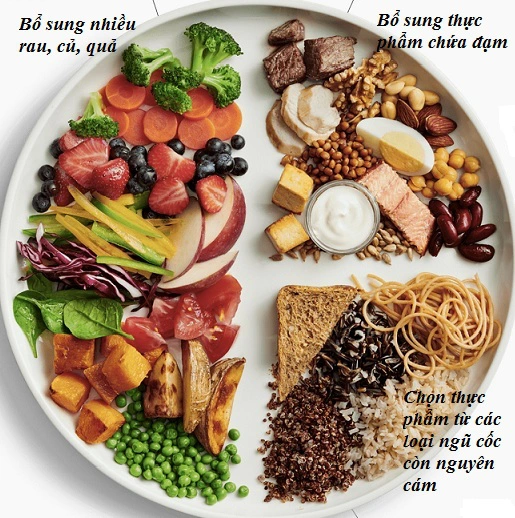 Bổ sung nhiều
rau, củ, quả
Bổ sung thực
phẩm chứa đạm
Chọn thực
phẩm từ các
loại ngũ cốc
còn nguyên
cám